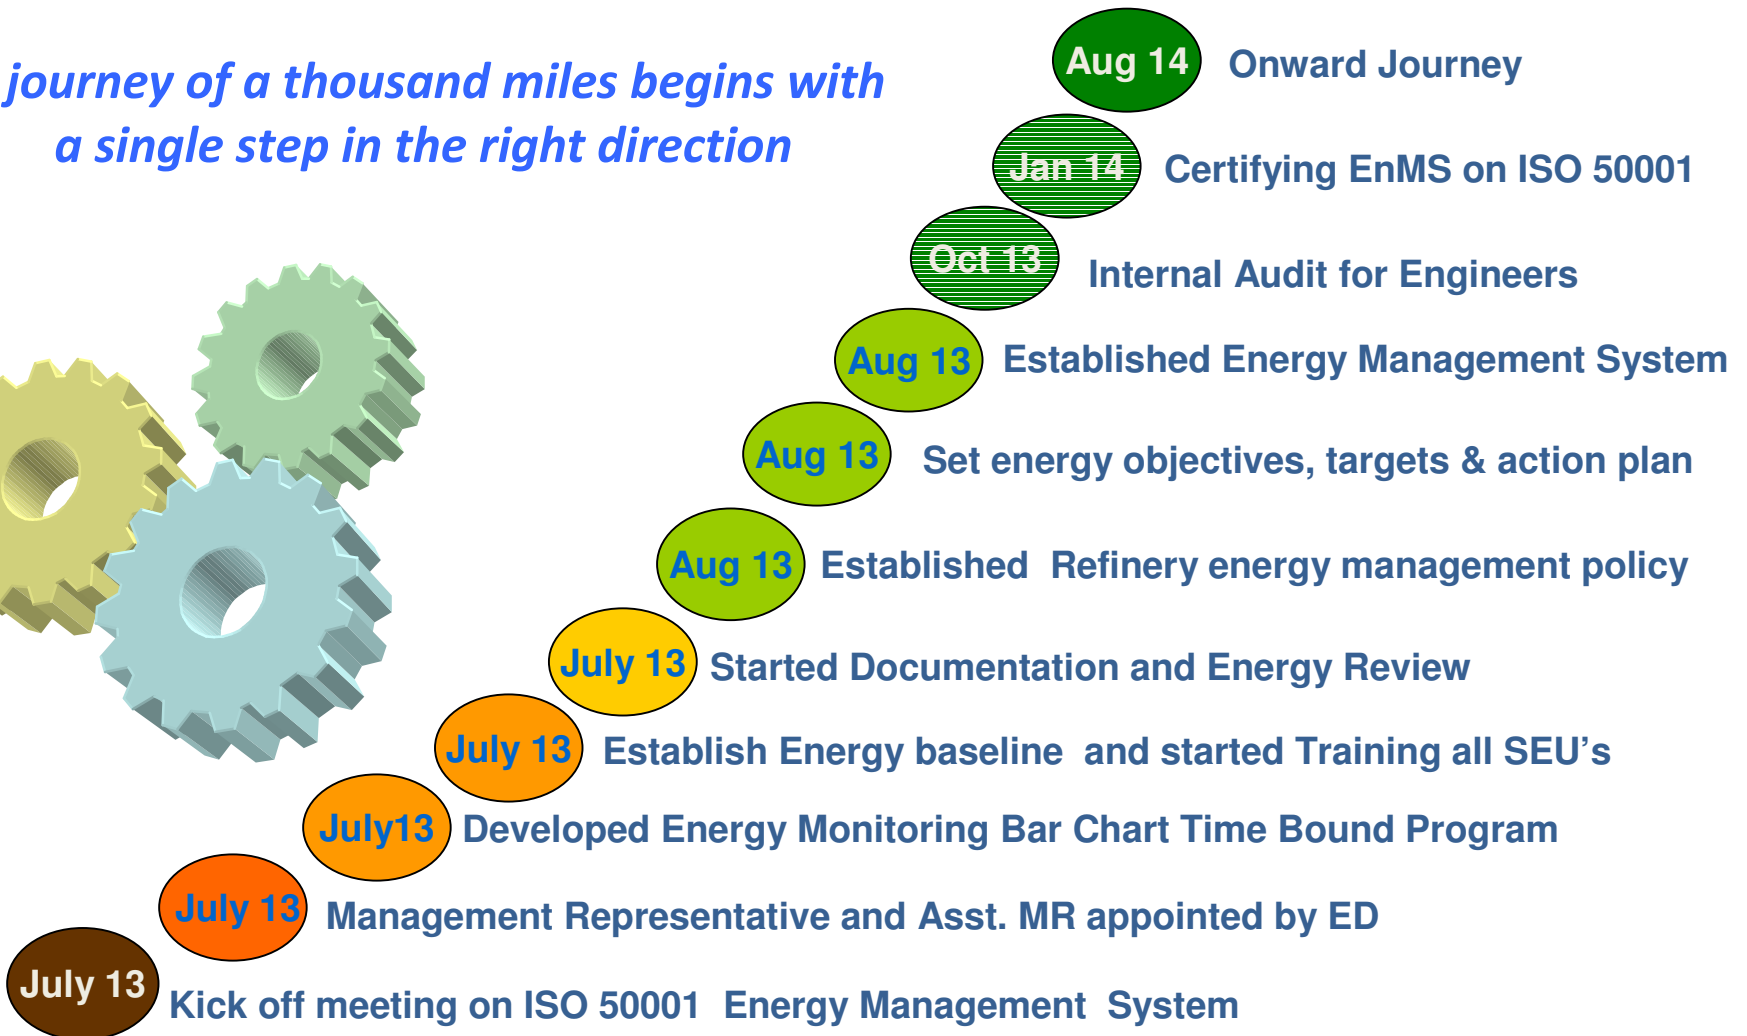 journey of a thousand miles begins with
a single step in the right direction
Aug 14 Onward Journey
Jan 14 Certifying EnMS on ISO 50001
Oct 13 Internal Audit for Engineers
Aug 13 Established Energy Management System
Aug 13 Set energy objectives, targets & action plan
Aug 13 Established Refinery energy management policy
July 13 Started Documentation and Energy Review
July 13 Establish Energy baseline and started Training all SEU’s
July13 Developed Energy Monitoring Bar Chart Time Bound Program
July 13 Management Representative and Asst. MR appointed by ED
July 13 Kick off meeting on ISO 50001 Energy Management System